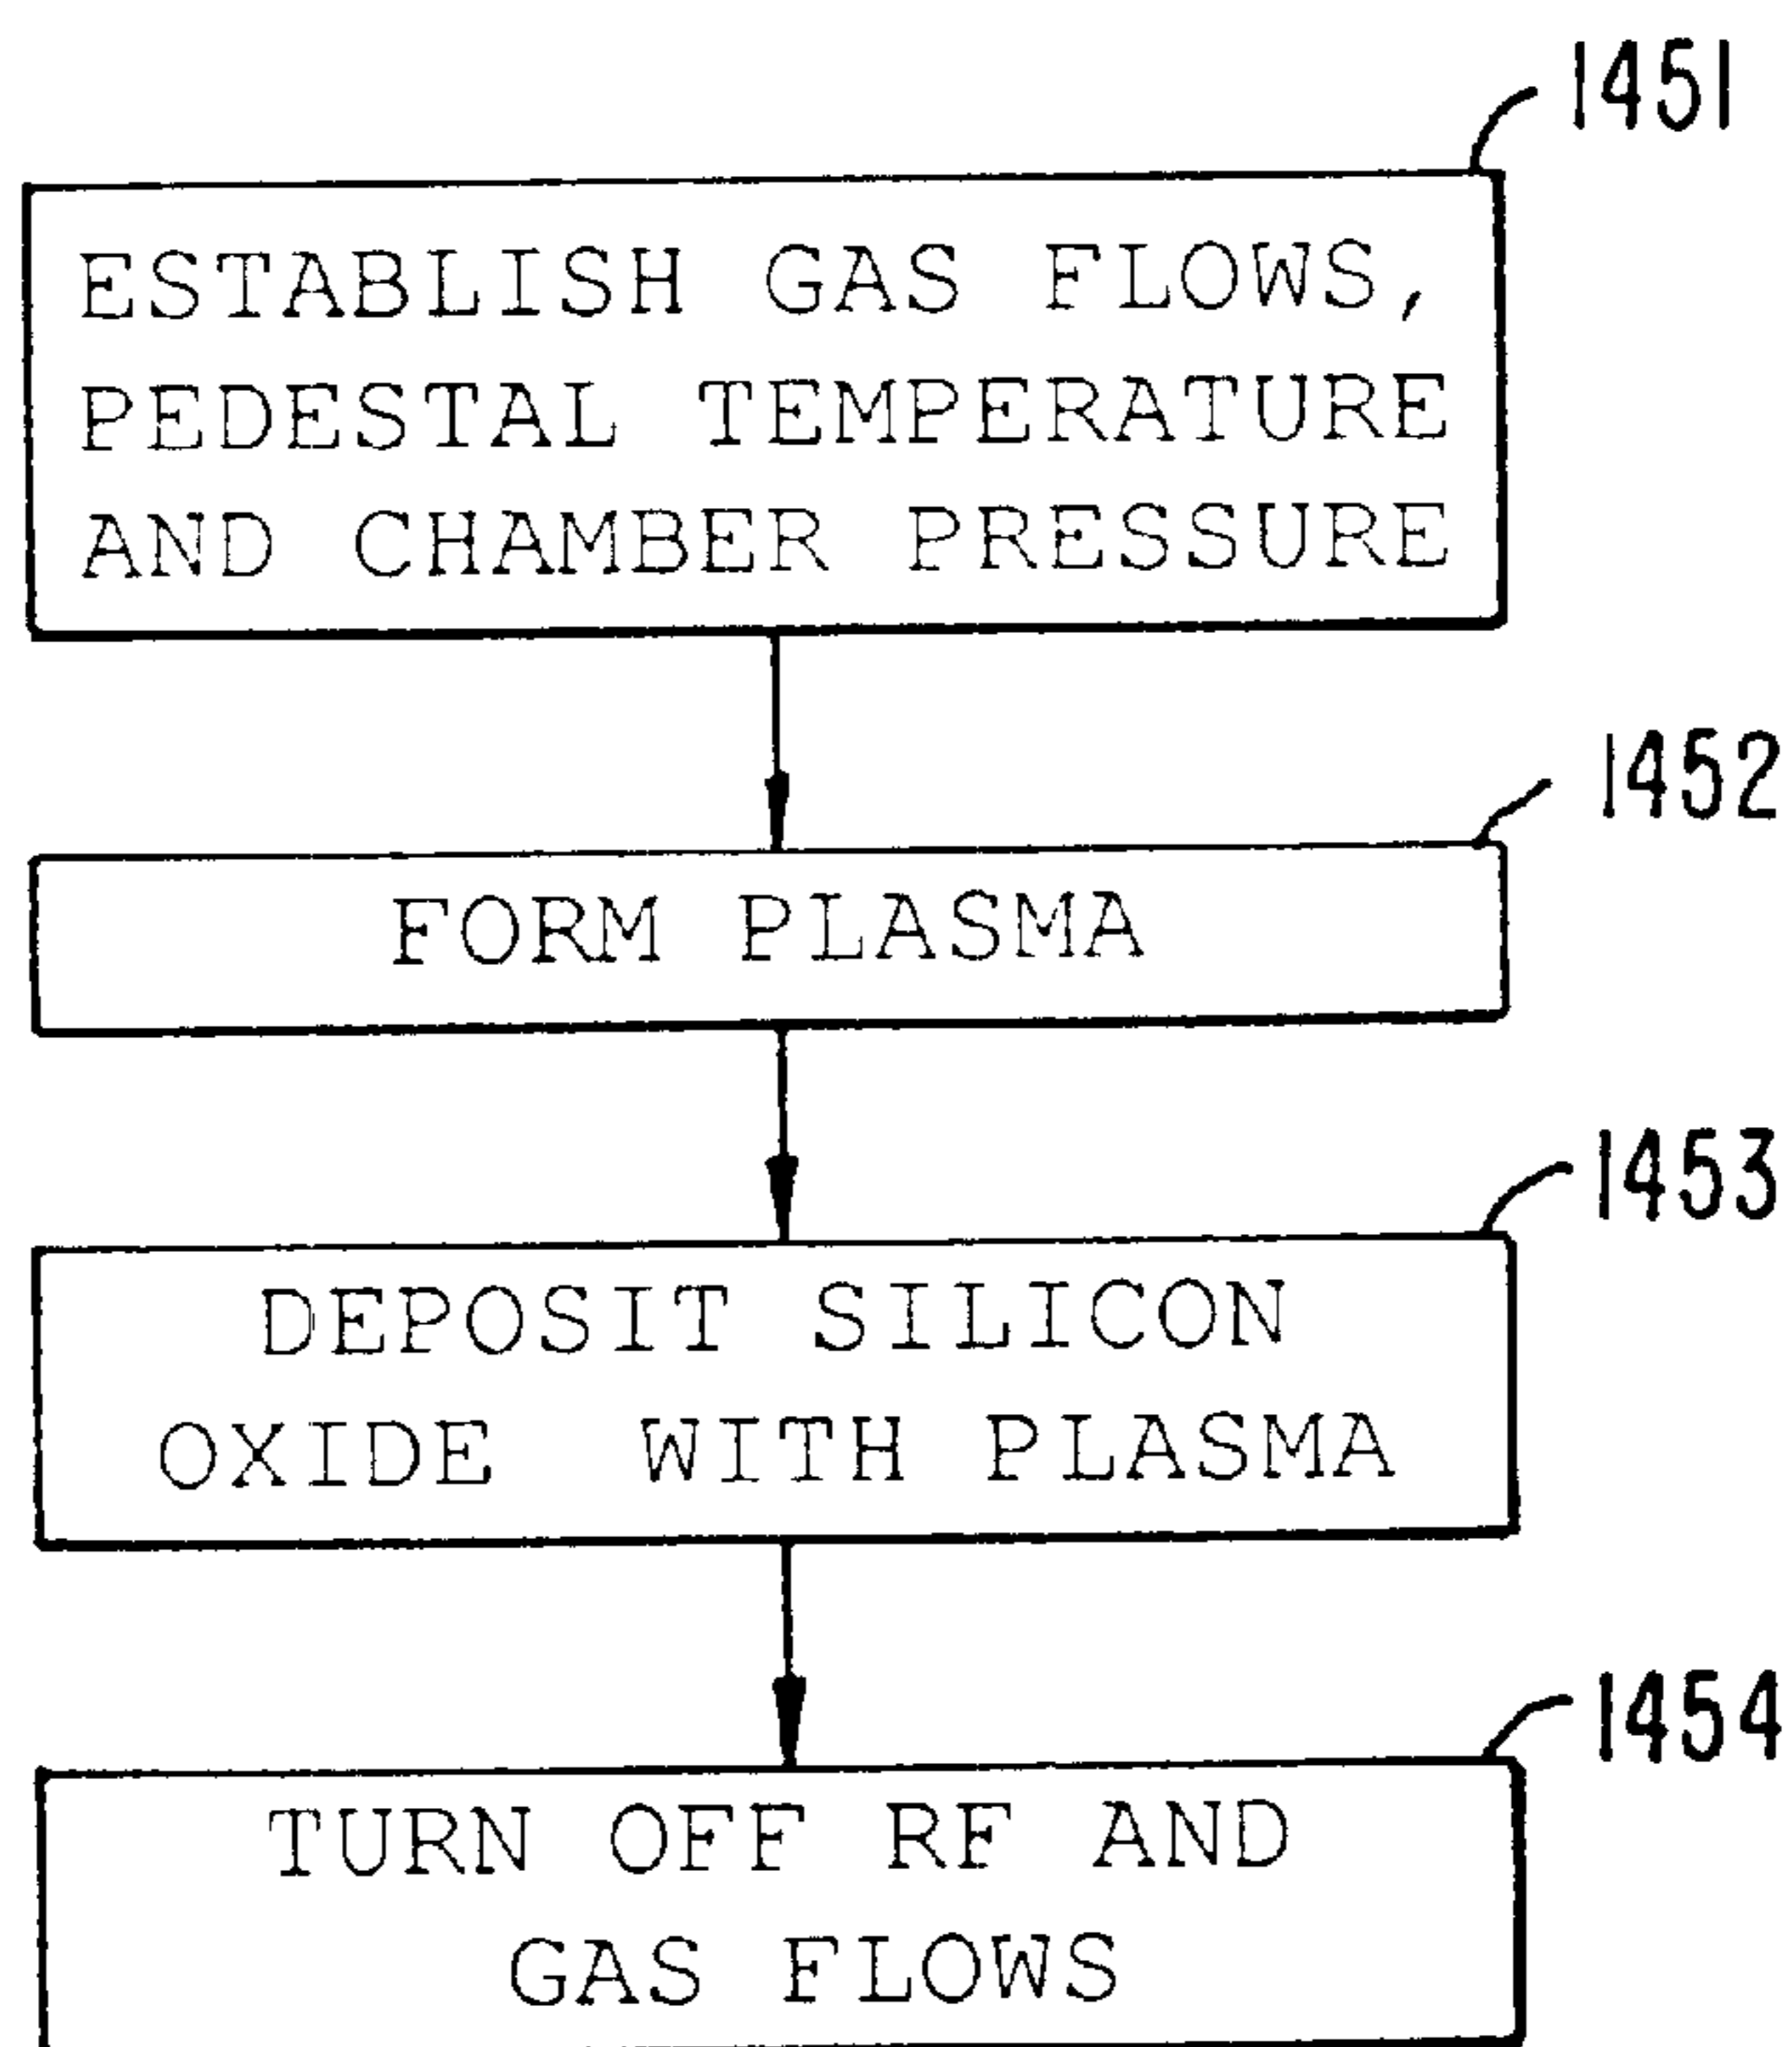 1451
ESTABLISH GAS FLOWS,
PEDESTAL TEMPERATURE
AND CHAMBER PRESSURE
1452
FORM PLASMA
1453
DEPOSIT SILICON
OXIDE WITH PLASMA
1454
TURN OFF RF AND
GAS FLOWS